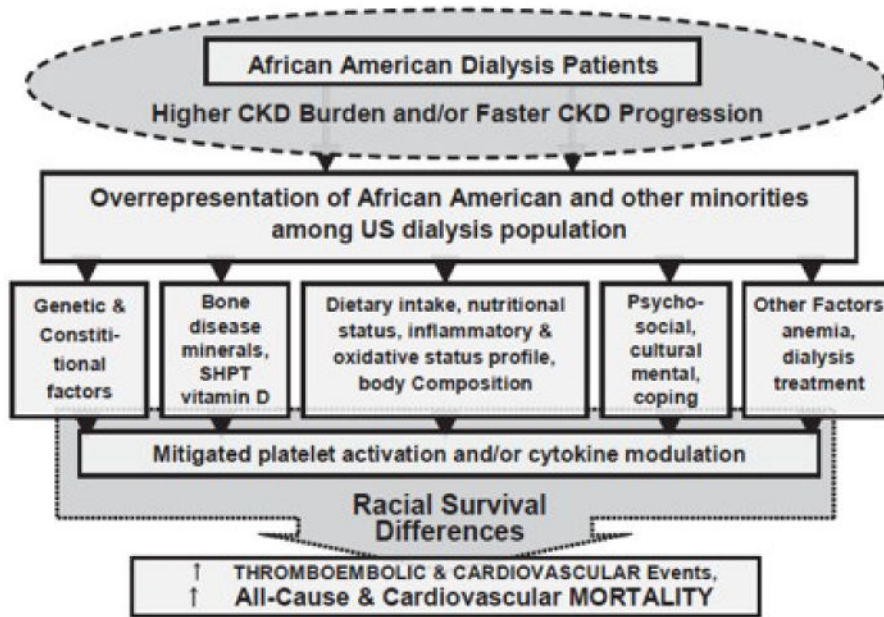 African American Dialysis Patients
Higher CKD Burden and/or Faster CKD Progression
Overrepresentation of African American and other minorities
among US dialysis population
Genetic &
Constiti-
tional
factors
Bone
disease
minerals,
SHPT
vitamin D
Dietary intake, nutritional
status, inflammatory &
oxidative status profile,
body Composition
Psycho-
social,
cultural
mental,
coping
Other Factors
anemia,
dialysis
treatment
Mitigated platelet activation and/or cytokine modulation
Racial Survival
Differences
↑ THROMBOEMBOLIC & CARDIOVASCULAR Events,
↑ All-Cause & Cardiovascular MORTALITY